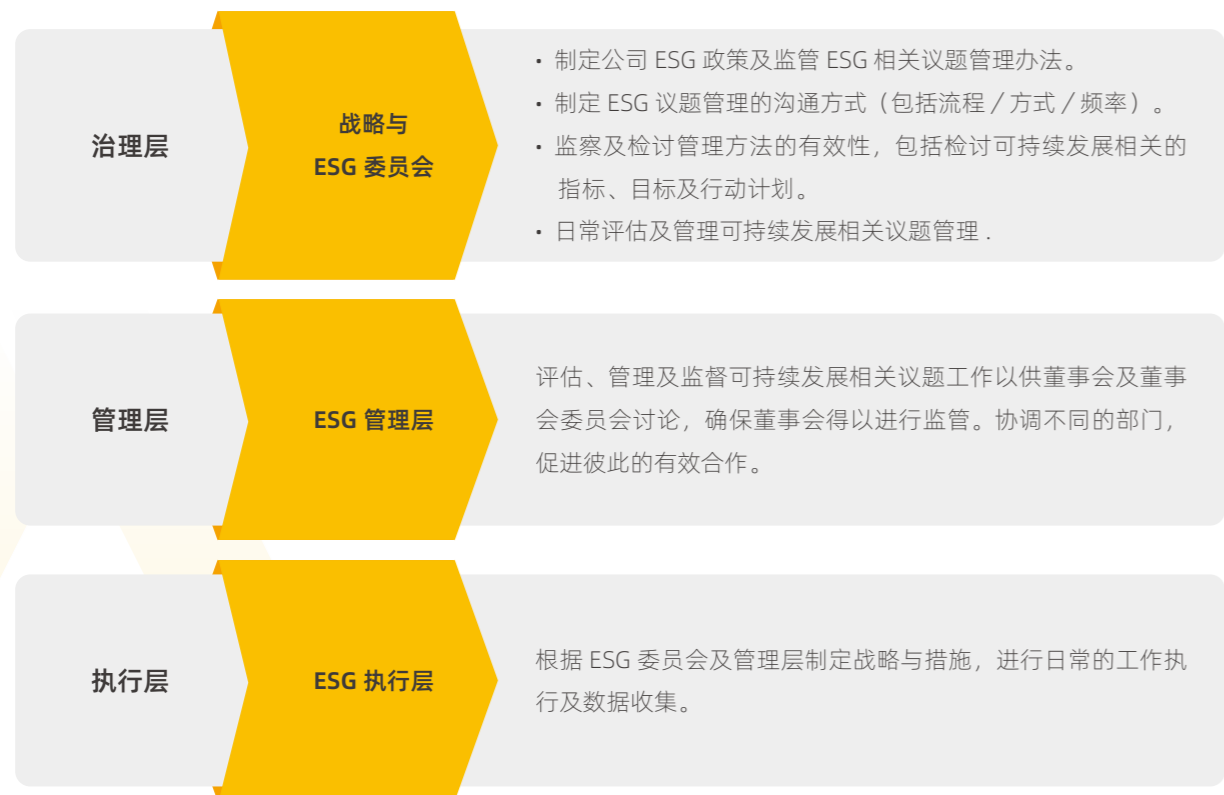 治理层
战略与
ESG 委员会
• 制定公司 ESG 政策及监管 ESG 相关议题管理办法。
• 制定 ESG 议题管理的沟通方式（包括流程 / 方式 / 频率）。
• 监察及检讨管理方法的有效性，包括检讨可持续发展相关的
指标、目标及行动计划。
• 日常评估及管理可持续发展相关议题管理 .
管理层
ESG 管理层
评估、管理及监督可持续发展相关议题工作以供董事会及董事
会委员会讨论，确保董事会得以进行监管。协调不同的部门，
促进彼此的有效合作。
执行层
ESG 执行层
根据 ESG 委员会及管理层制定战略与措施，进行日常的工作执
行及数据收集。